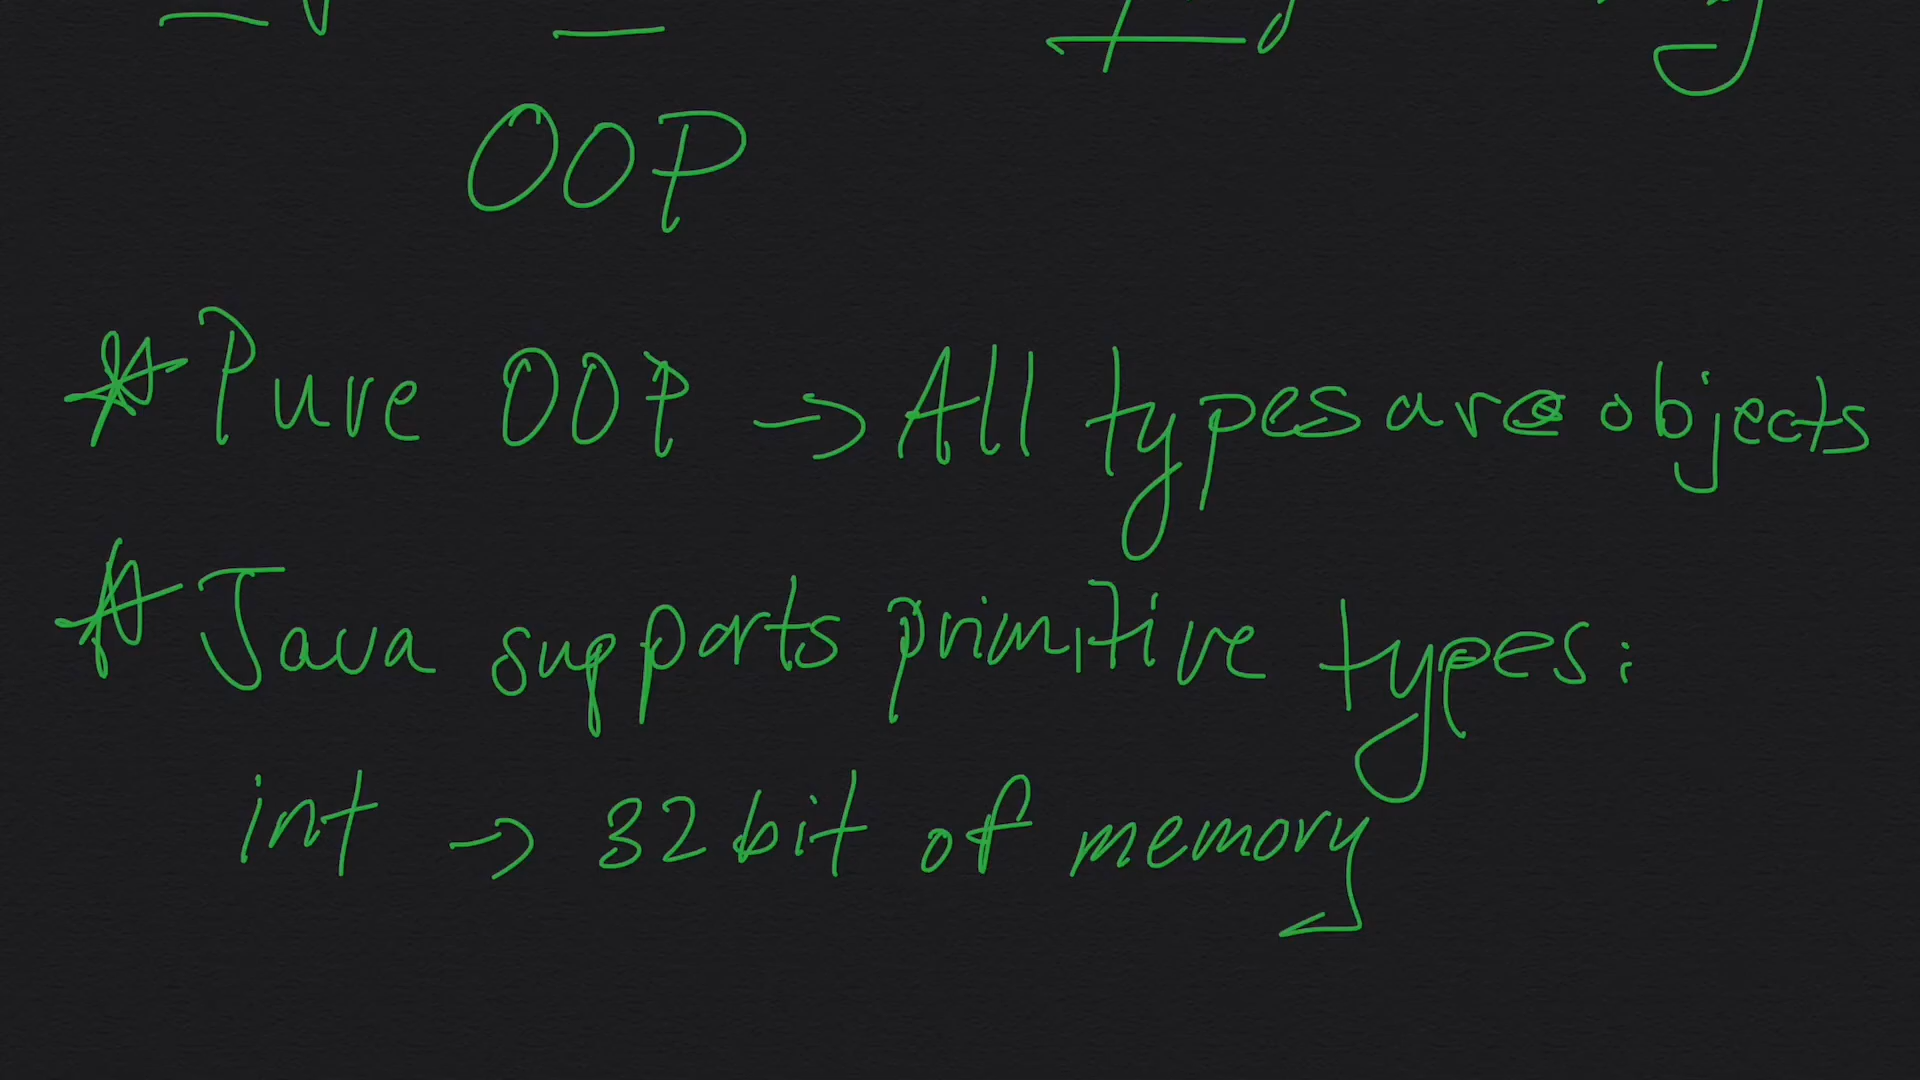 OOP
* Pure OOP → All types are objects
* Java supports primitive types:
int → 32 bit of memory